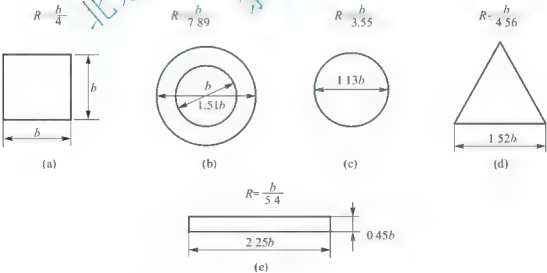 R b/4
R b/7 89
R b/3.55
R- b/4 56
b
b
(a)
b
1.51b
(b)
1 13b
(c)
1 52b
(d)
R= b/5 4
2 25b
0 45b
(e)